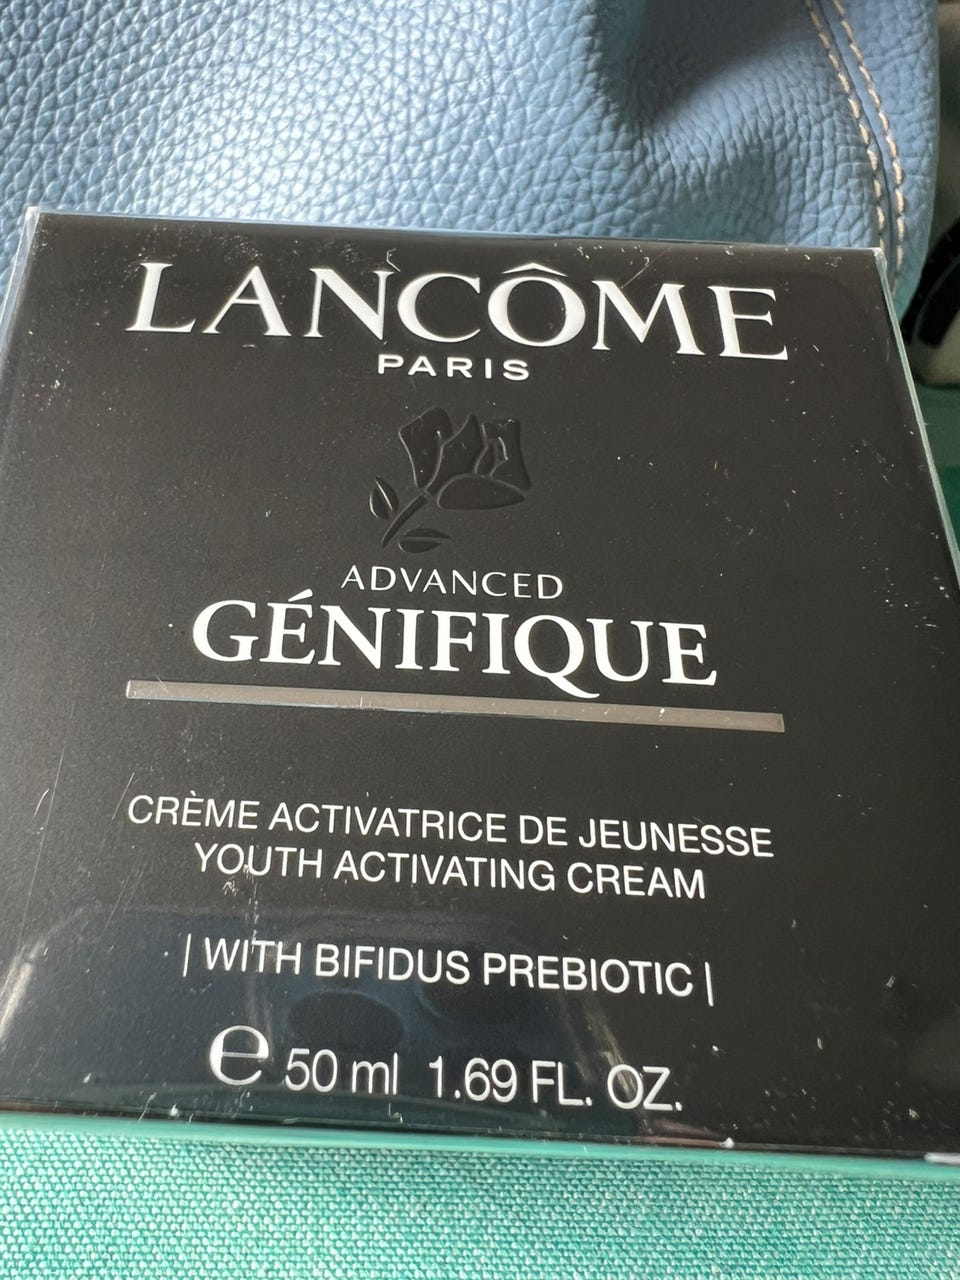 LANCÔME
PARIS
ADVANCED
GÉNIFIQUE
CRÈME ACTIVATRICE DE JEUNESSE
YOUTH ACTIVATING CREAM
| WITH BIFIDUS PREBIOTIC |
℮ 50 ml 1.69 FL. OZ.